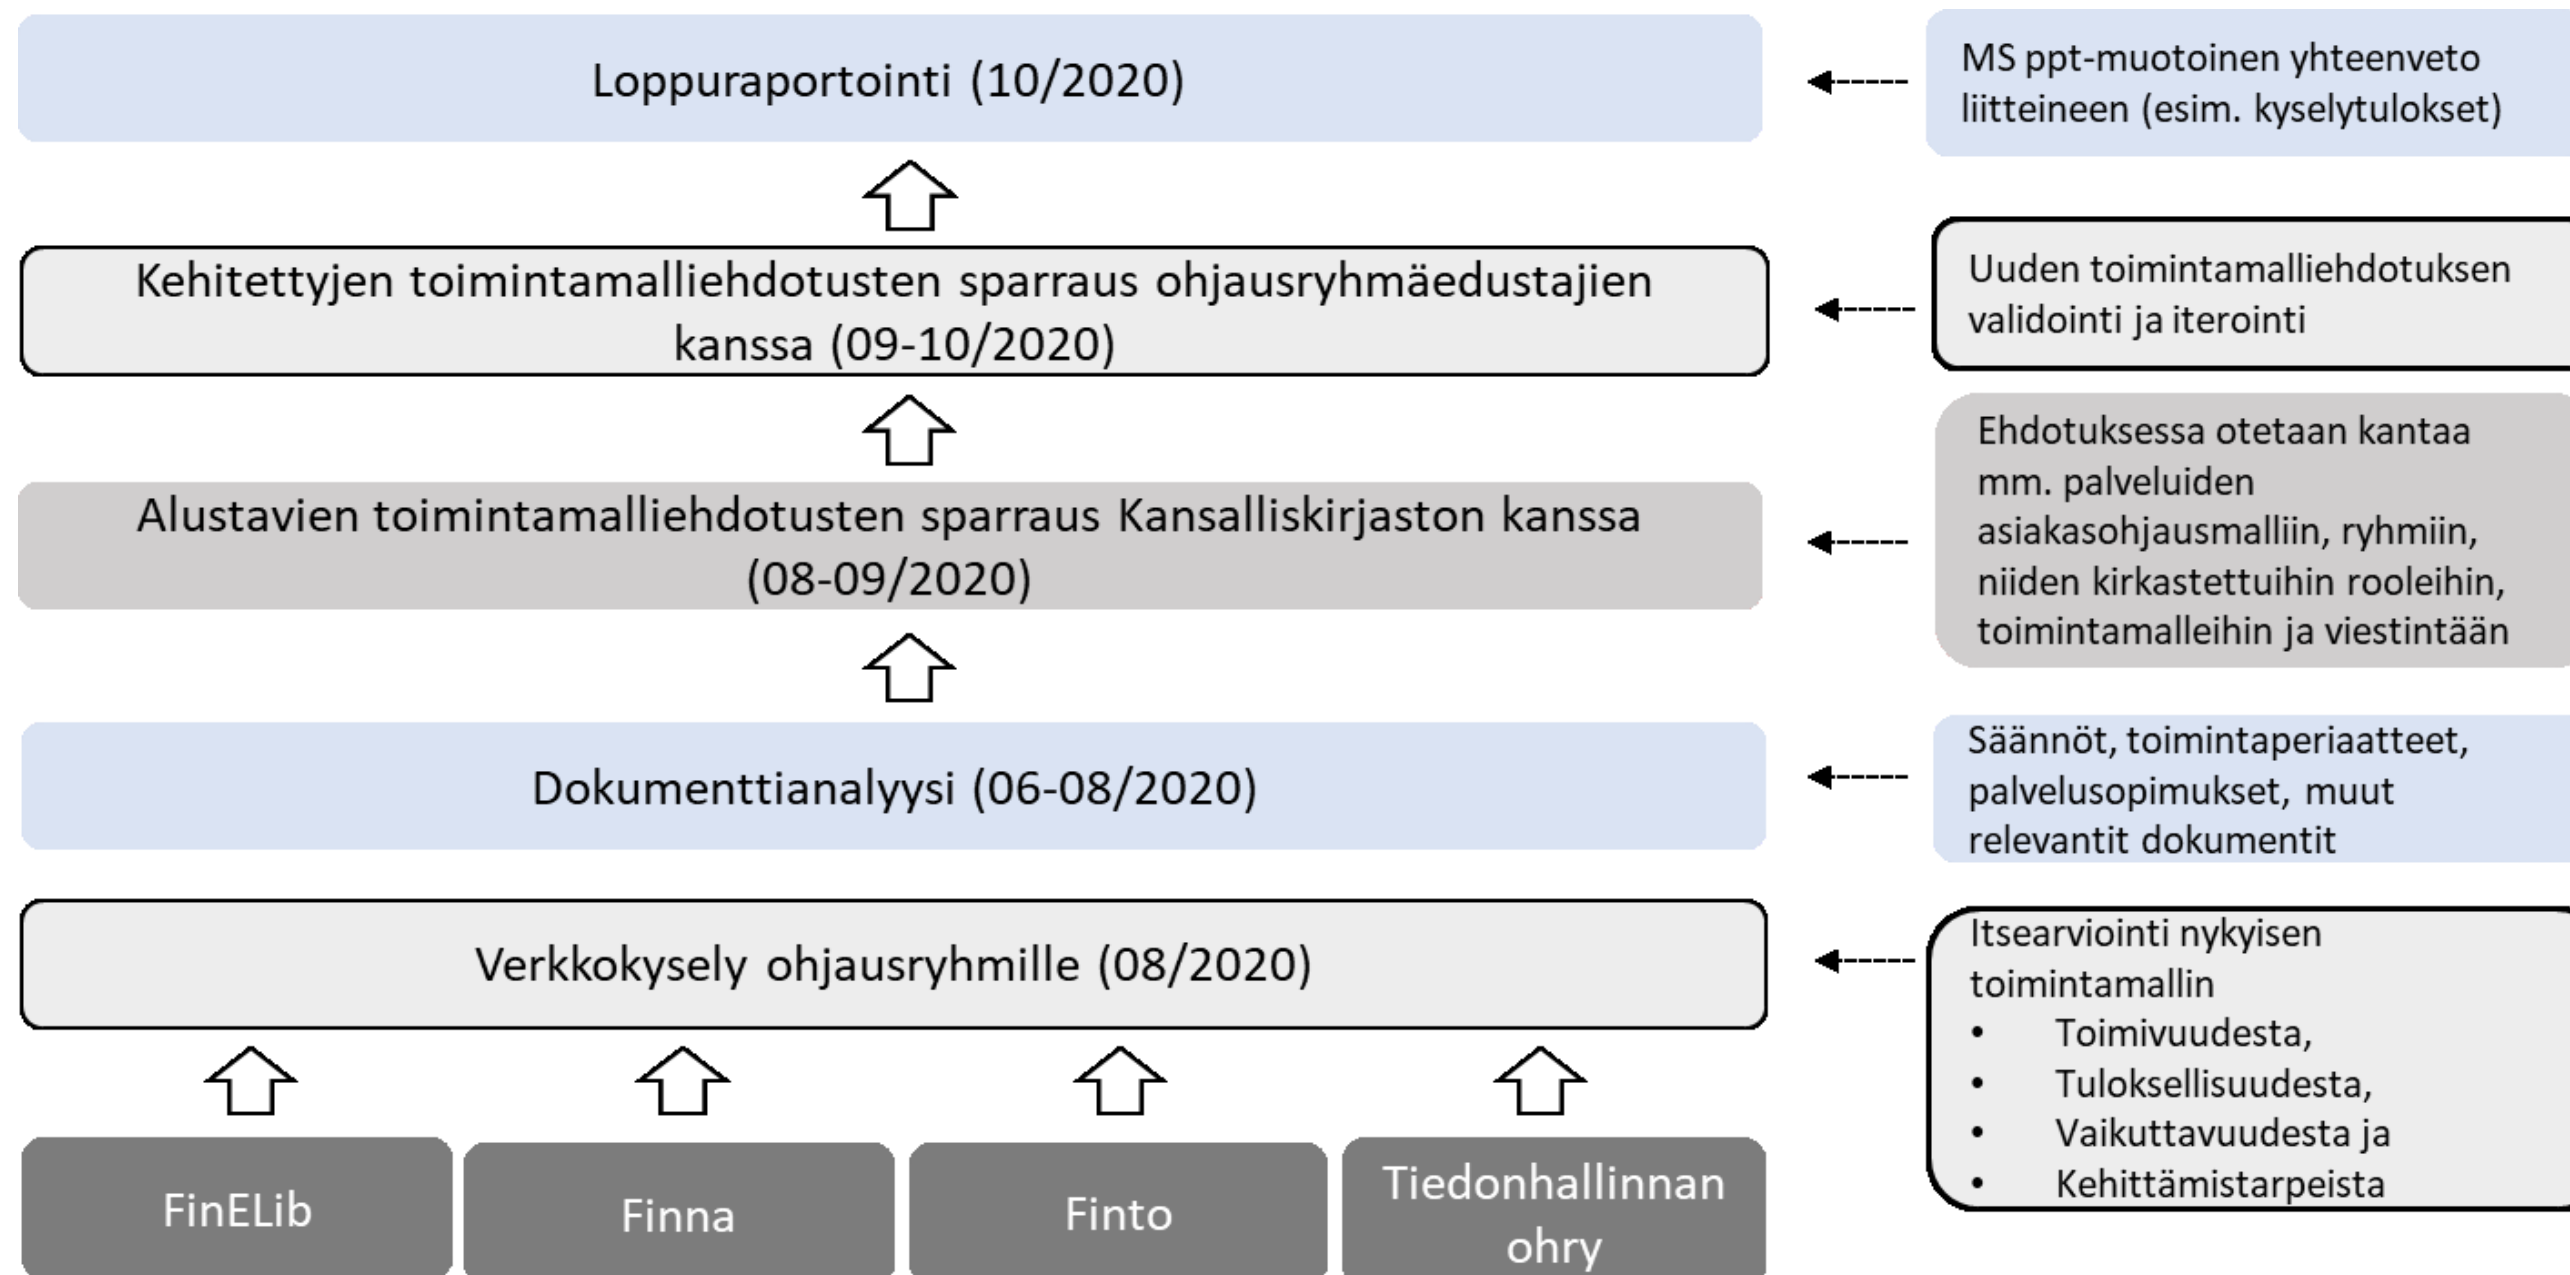 Loppuraportointi (10/2020)
MS ppt-muotoinen yhteenveto
liitteineen (esim. kyselytulokset)
Kehitettyjen toimintamalliehdotusten sparraus ohjausryhmäedustajien
kanssa (09-10/2020)
Uuden toimintamalliehdotuksen
validointi ja iterointi
Alustavien toimintamalliehdotusten sparraus Kansalliskirjaston kanssa
(08-09/2020)
Ehdotuksessa otetaan kantaa
mm. palveluiden
asiakasohjausmalliin, ryhmiin,
niiden kirkastettuihin rooleihin,
toimintamalleihin ja viestintään
Dokumenttianalyysi (06-08/2020)
Säännöt, toimintaperiaatteet,
palvelusopimukset, muut
relevantit dokumentit
Verkkokysely ohjausryhmille (08/2020)
Itsearviointi nykyisen
toimintamallin
• Toimivuudesta,
• Tuloksellisuudesta,
• Vaikuttavuudesta ja
• Kehittämistarpeista
FinELib
Finna
Finto
Tiedonhallinnan
ohry